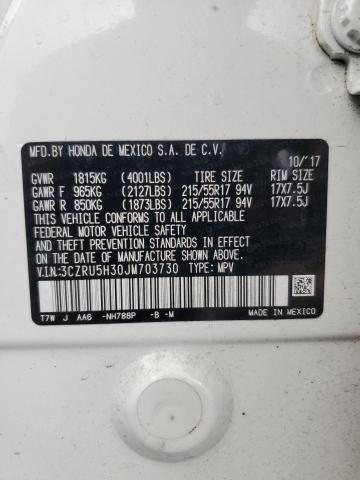 MFD.BY HONDA DE MEXICO S.A. DE C.V.
10/'17
GVWR 1815KG (4001LBS) TIRE SIZE RIM SIZE
GAWR F 965KG (2127LBS) 215/55R17 94V 17X7.5J
GAWR R 850KG (1873LBS) 215/55R17 94V 17X7.5J
THIS VEHICLE CONFORMS TO ALL APPLICABLE
FEDERAL MOTOR VEHICLE SAFETY STANDARDS IN
EFFECT ON THE DATE OF MANUFACTURE SHOWN ABOVE.
V.I.N:3CZRU5H30JM703730 TYPE: MPV
T7W J AA6 -NH788P -B -M
MADE IN MEXICO